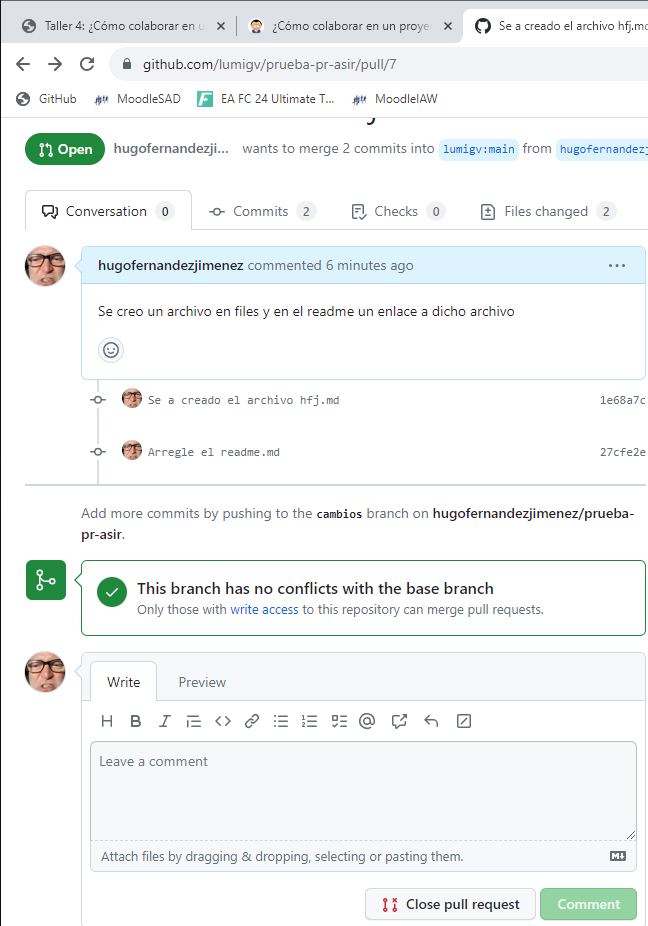 Taller 4: ¿Cómo colaborar en u
¿Cómo colaborar en un proye
Se a creado el archivo hfj.md
github.com/lumigv/prueba-pr-asir/pull/7
GitHub MoodleSAD EA FC 24 Ultimate T... MoodleIAW
Open hugofernandezji... wants to merge 2 commits into lumigv:main from hugofernandezj
Conversation 0 Commits 2 Checks 0 Files changed 2
hugofernandezjimenez commented 6 minutes ago
Se creo un archivo en files y en el readme un enlace a dicho archivo
Se a creado el archivo hfj.md 1e68a7c
Arregle el readme.md 27cfe2e
Add more commits by pushing to the cambios branch on hugofernandezjimenez/prueba-
pr-asir.
This branch has no conflicts with the base branch
Only those with write access to this repository can merge pull requests.
Write Preview
H B I
Leave a comment
Attach files by dragging & dropping, selecting or pasting them.
Close pull request Comment